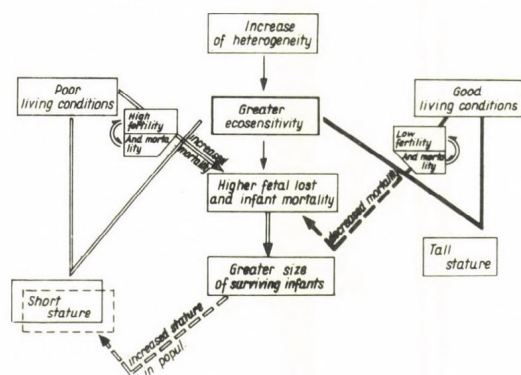 Increase
of heterogeneity
Poor
living conditions
Good
living conditions
High
fertility
And morta
lity
increased
mortality
Greater
ecosensitivity
Low
fertility
And morta
lity
Higher fetal lost
and infant mortality
decreased mortality
Tall
stature
Greater size
of surviving infants
Short
stature
increased stature
in popul.